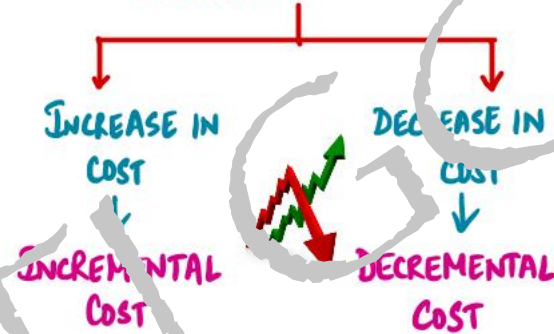 INCREASE IN
COST
INCREMENTAL
COST
DECREASE IN
COST
DECREMENTAL
COST